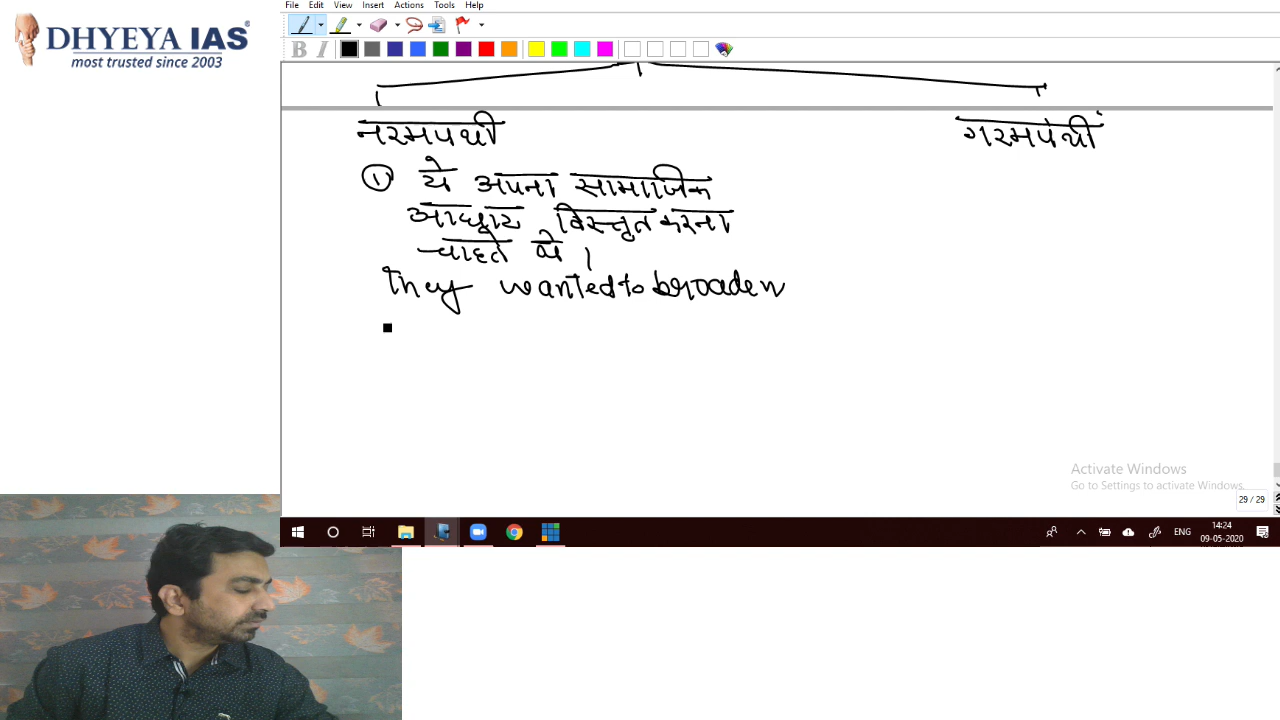 DHYEYA IAS®
most trusted since 2003
File Edit View Insert Actions Tools Help
B I
नरमपंथी
गरमपंथी
① ये अपना सामाजिक
आधार विस्तृत करना
चाहते थे ।
They wanted to broaden
Activate Windows
Go to Settings to activate Windows.
29 / 29
ENG
14:24
09-05-2020